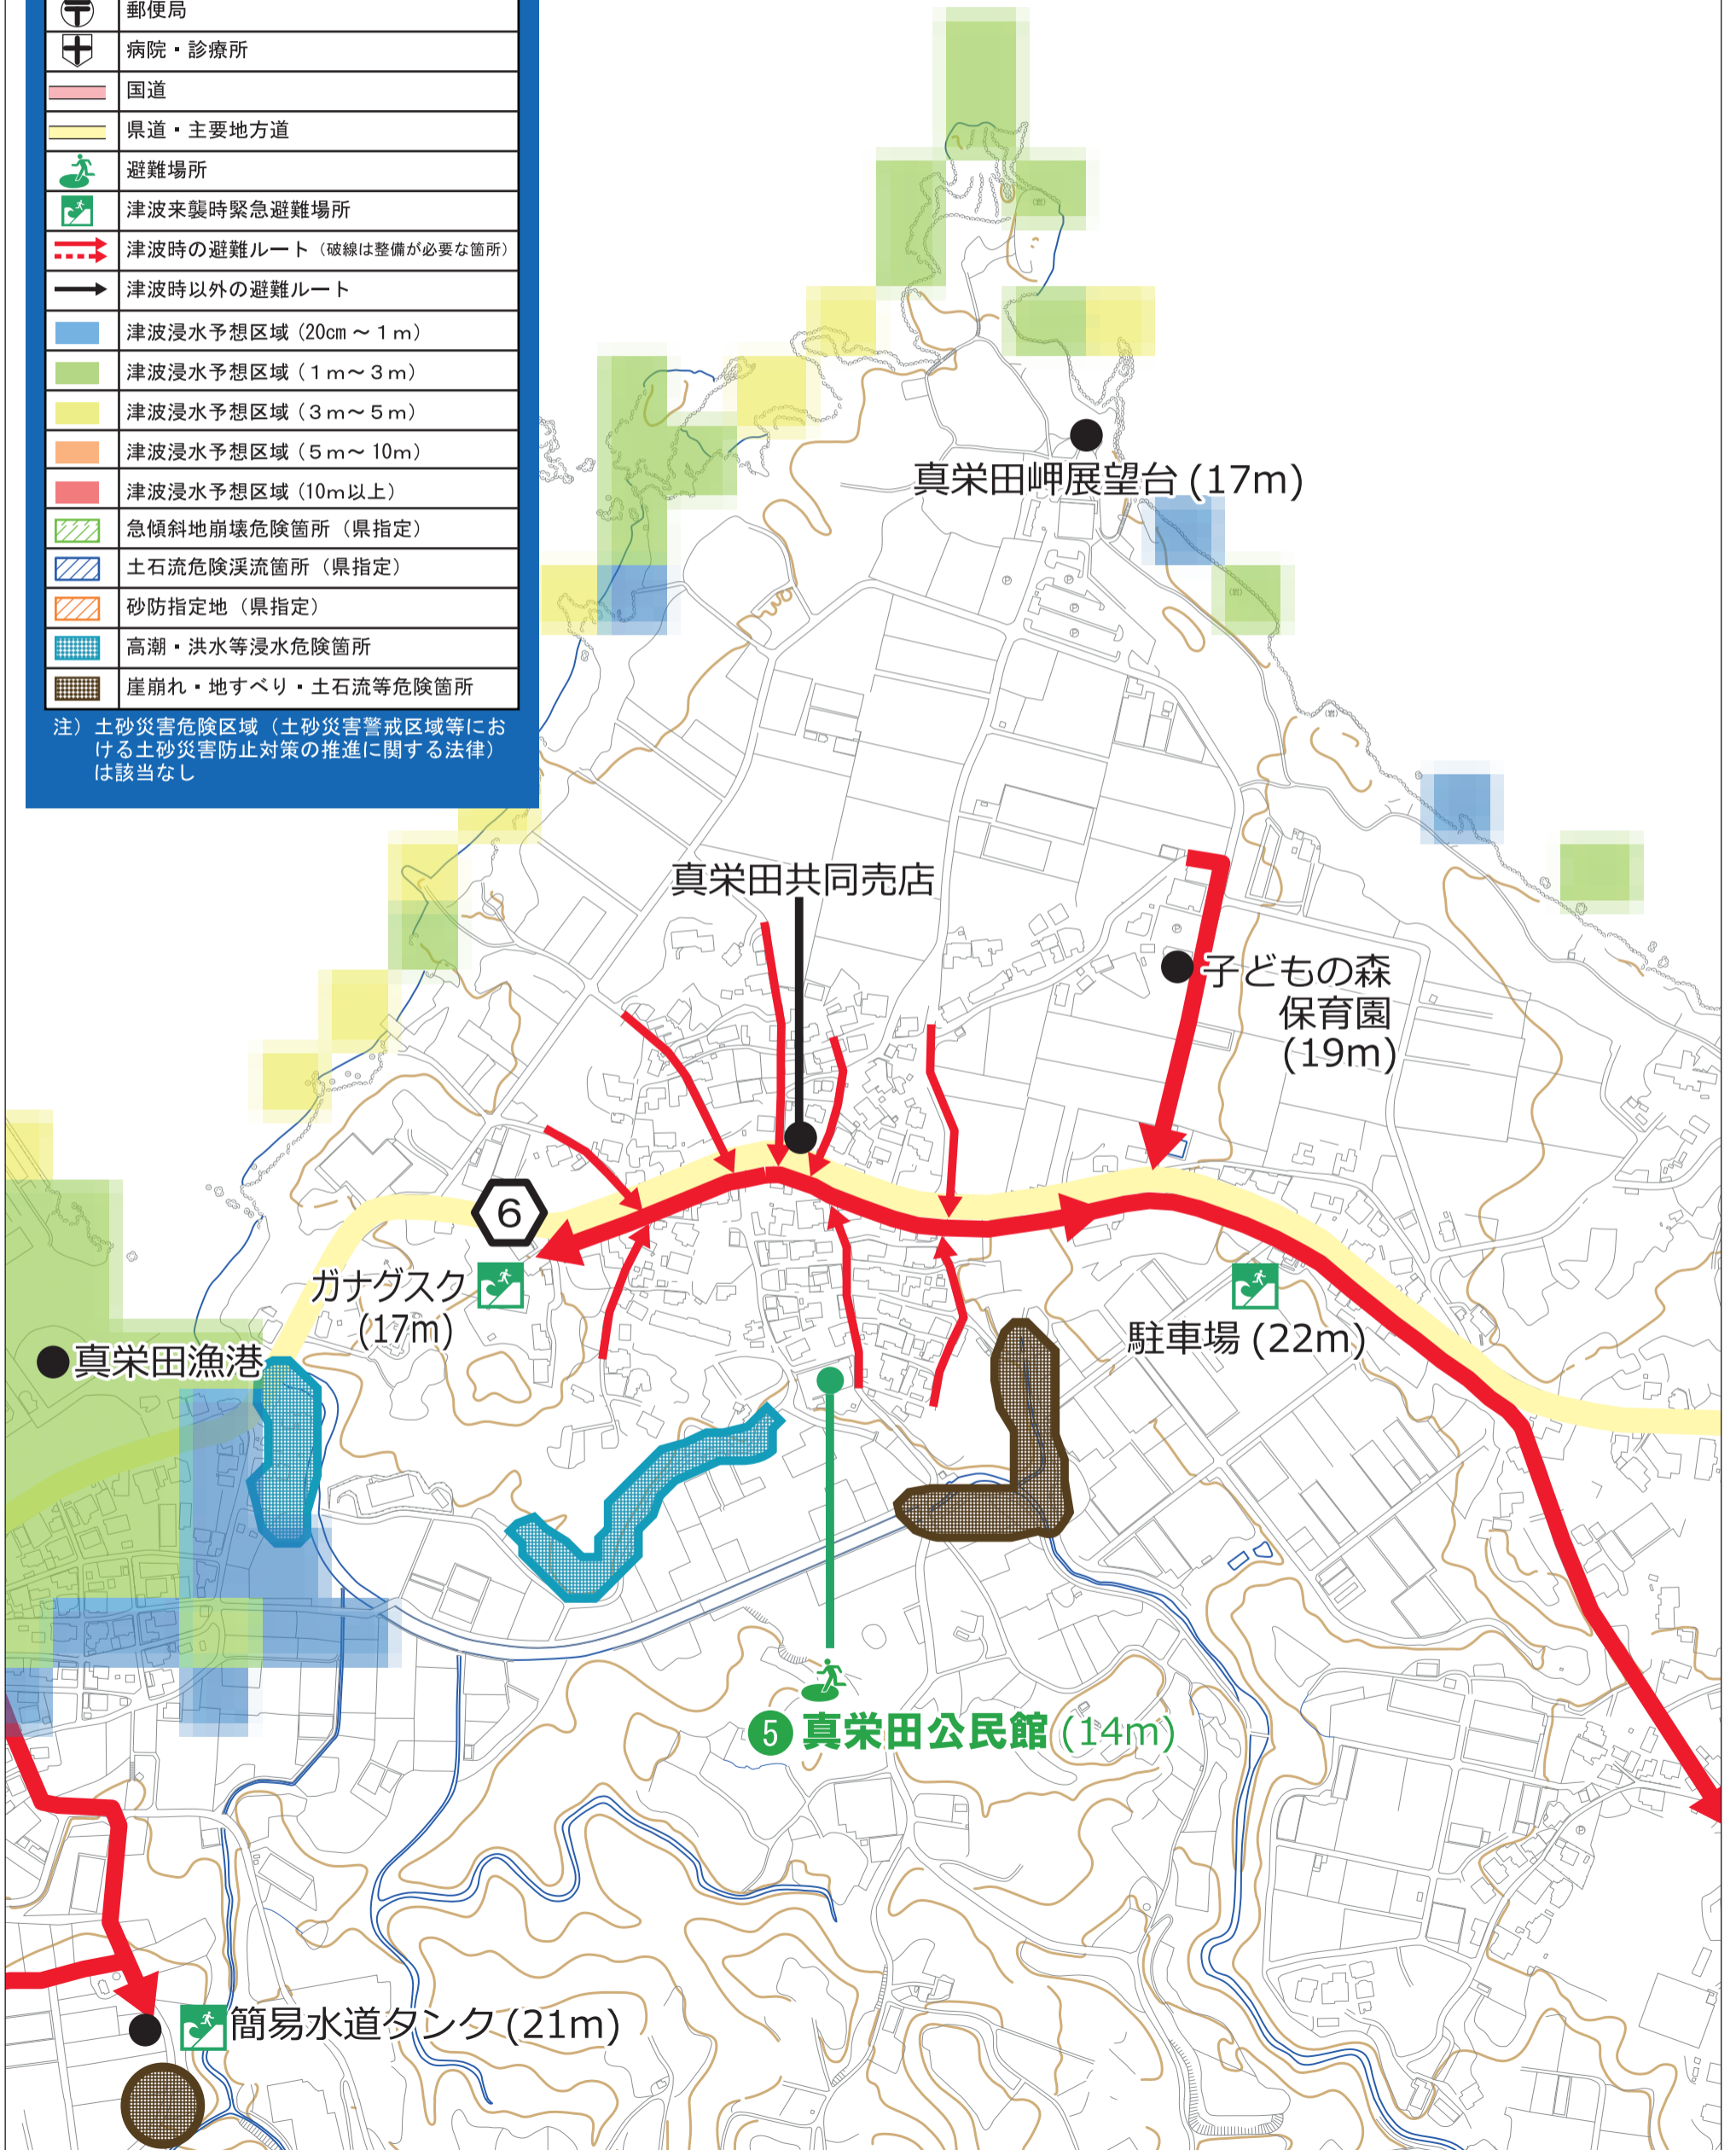 郵便局
病院・診療所
国道
県道・主要地方道
避難場所
津波来襲時緊急避難場所
津波時の避難ルート（破線は整備が必要な箇所）
津波時以外の避難ルート
津波浸水予想区域（20cm～１ｍ）
津波浸水予想区域（１ｍ～３ｍ）
津波浸水予想区域（３ｍ～５ｍ）
津波浸水予想区域（５ｍ～10ｍ）
津波浸水予想区域（10ｍ以上）
急傾斜地崩壊危険箇所（県指定）
土石流危険渓流箇所（県指定）
砂防指定地（県指定）
高潮・洪水等浸水危険箇所
崖崩れ・地すべり・土石流等危険箇所
注）土砂災害危険区域（土砂災害警戒区域等にお
ける土砂災害防止対策の推進に関する法律）
は該当なし
真栄田岬展望台 (17m)
真栄田共同売店
子どもの森
保育園
(19m)
6
ガナグスク
(17m)
駐車場 (22m)
真栄田漁港
5 真栄田公民館 (14m)
簡易水道タンク (21m)